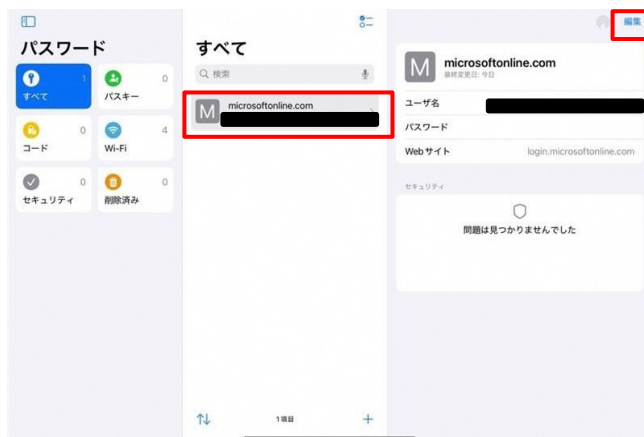 編集
パスワード
すべて
検索
1
すべて
0
パスキー
0
コード
4
Wi-Fi
0
セキュリティ
0
削除済み
M
microsoftonline.com
M
microsoftonline.com
最終変更日: 今日
ユーザ名
パスワード
Webサイト
login.microsoftonline.com
セキュリティ
問題は見つかりませんでした
1項目